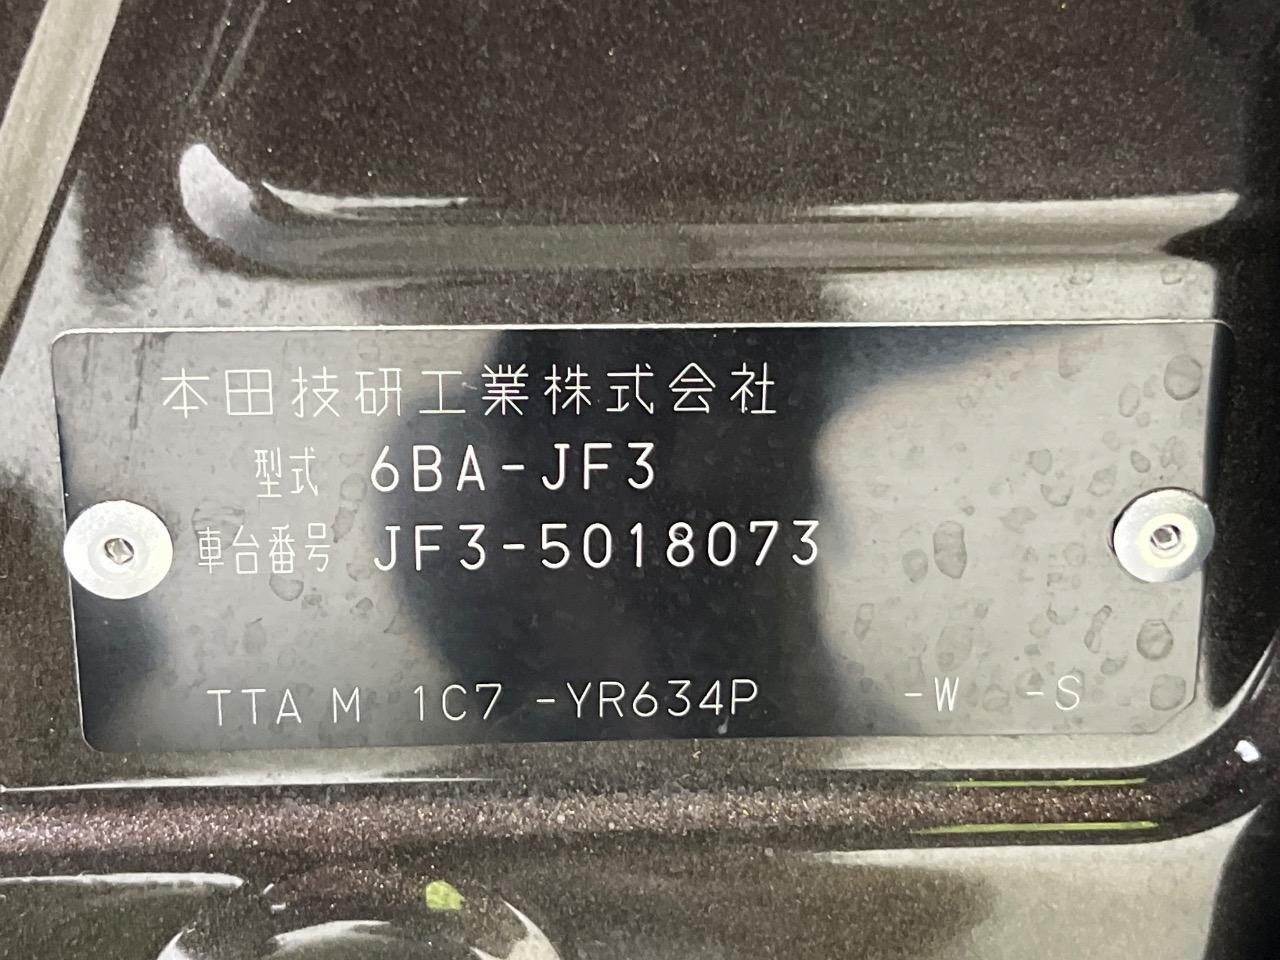 本田技研工業株式会社
型式 6BA-JF3
車台番号 JF3-5018073
TTA M 1C7 -YR634P -W -S